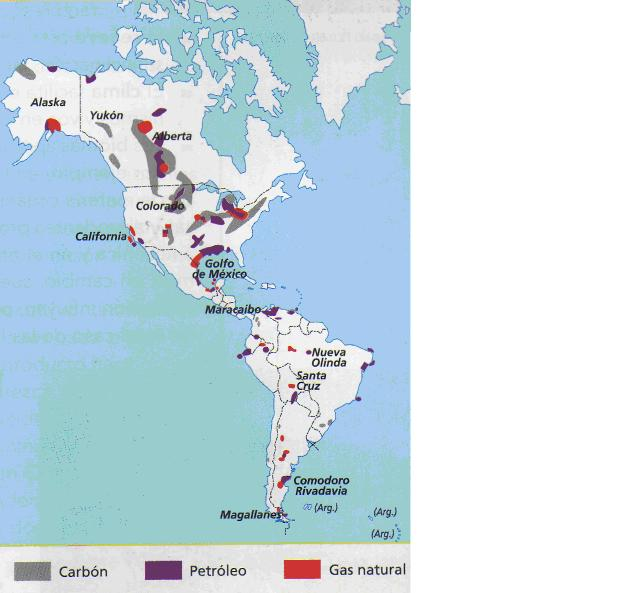 Alaska
Yukón
Alberta
Colorado
California
Golfo
de México
Maracaibo
Nueva
Olinda
Santa
Cruz
Comodoro
Rivadavia
(Arg.)
Magallanes
(Arg.)
(Arg.)
Carbón
Petróleo
Gas natural